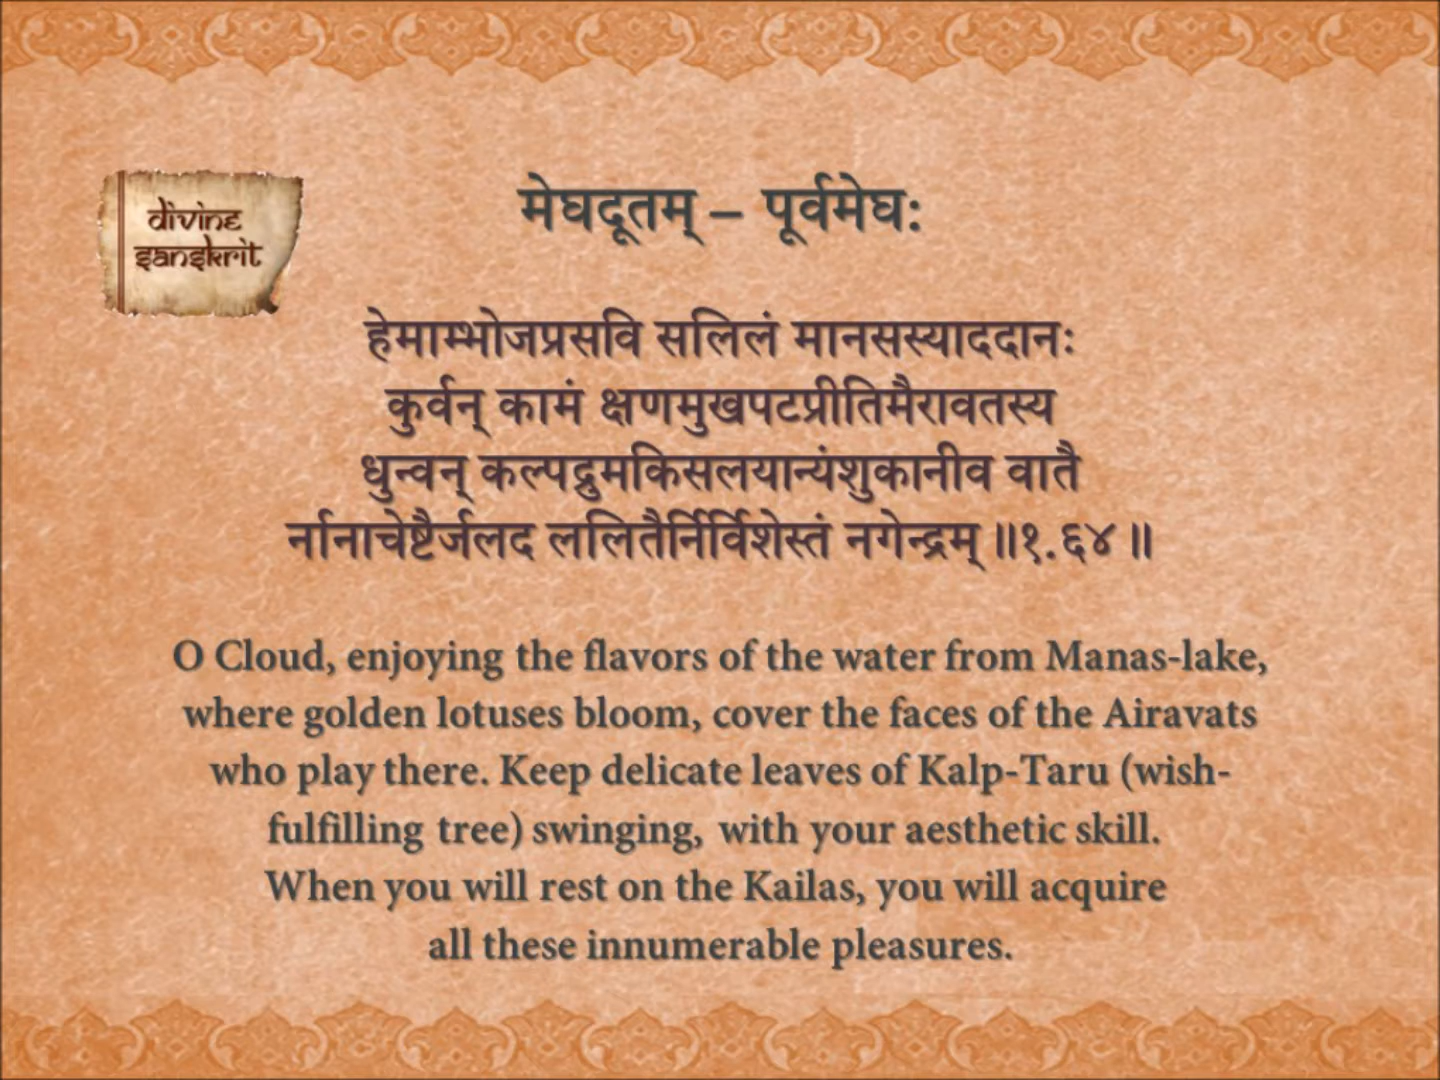 divine
sanskrit
मेघदूतम् – पूर्वमेघः
हेमाम्भोजप्रसवि सलिलं मानसस्याददानः
कुर्वन् कामं क्षणमुखपटप्रीतिमैरावतस्य
धुन्वन् कल्पद्रुमकिसलयान्यंशुकानीव वातै
र्नानाचेष्टैर्जलद ललितैर्निर्विशेस्तं नगेन्द्रम् ॥१.६४॥
O Cloud, enjoying the flavors of the water from Manas-lake,
where golden lotuses bloom, cover the faces of the Airavats
who play there. Keep delicate leaves of Kalp-Taru (wish-
fulfilling tree) swinging, with your aesthetic skill.
When you will rest on the Kailas, you will acquire
all these innumerable pleasures.